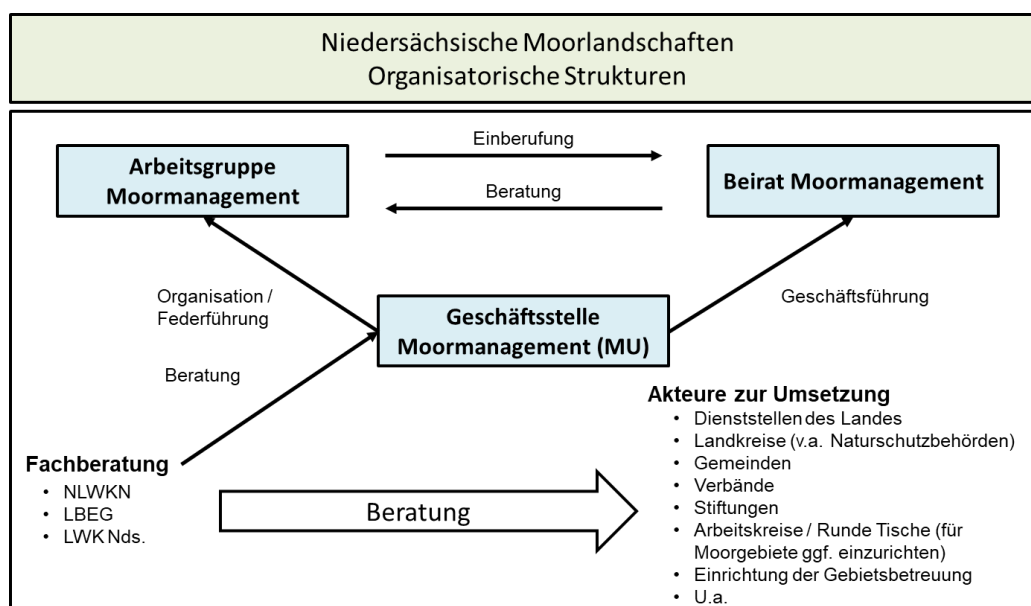 Niedersächsische Moorlandschaften
Organisatorische Strukturen
Arbeitsgruppe
Moormanagement
Einberufung
Beratung
Beirat Moormanagement
Organisation /
Federführung
Geschäftsstelle
Moormanagement (MU)
Geschäftsführung
Beratung
Fachberatung
• NLWKN
• LBEG
• LWK Nds.
Beratung
Akteure zur Umsetzung
• Dienststellen des Landes
• Landkreise (v.a. Naturschutzbehörden)
• Gemeinden
• Verbände
• Stiftungen
• Arbeitskreise / Runde Tische (für
Moorgebiete ggf. einzurichten)
• Einrichtung der Gebietsbetreuung
• U.a.